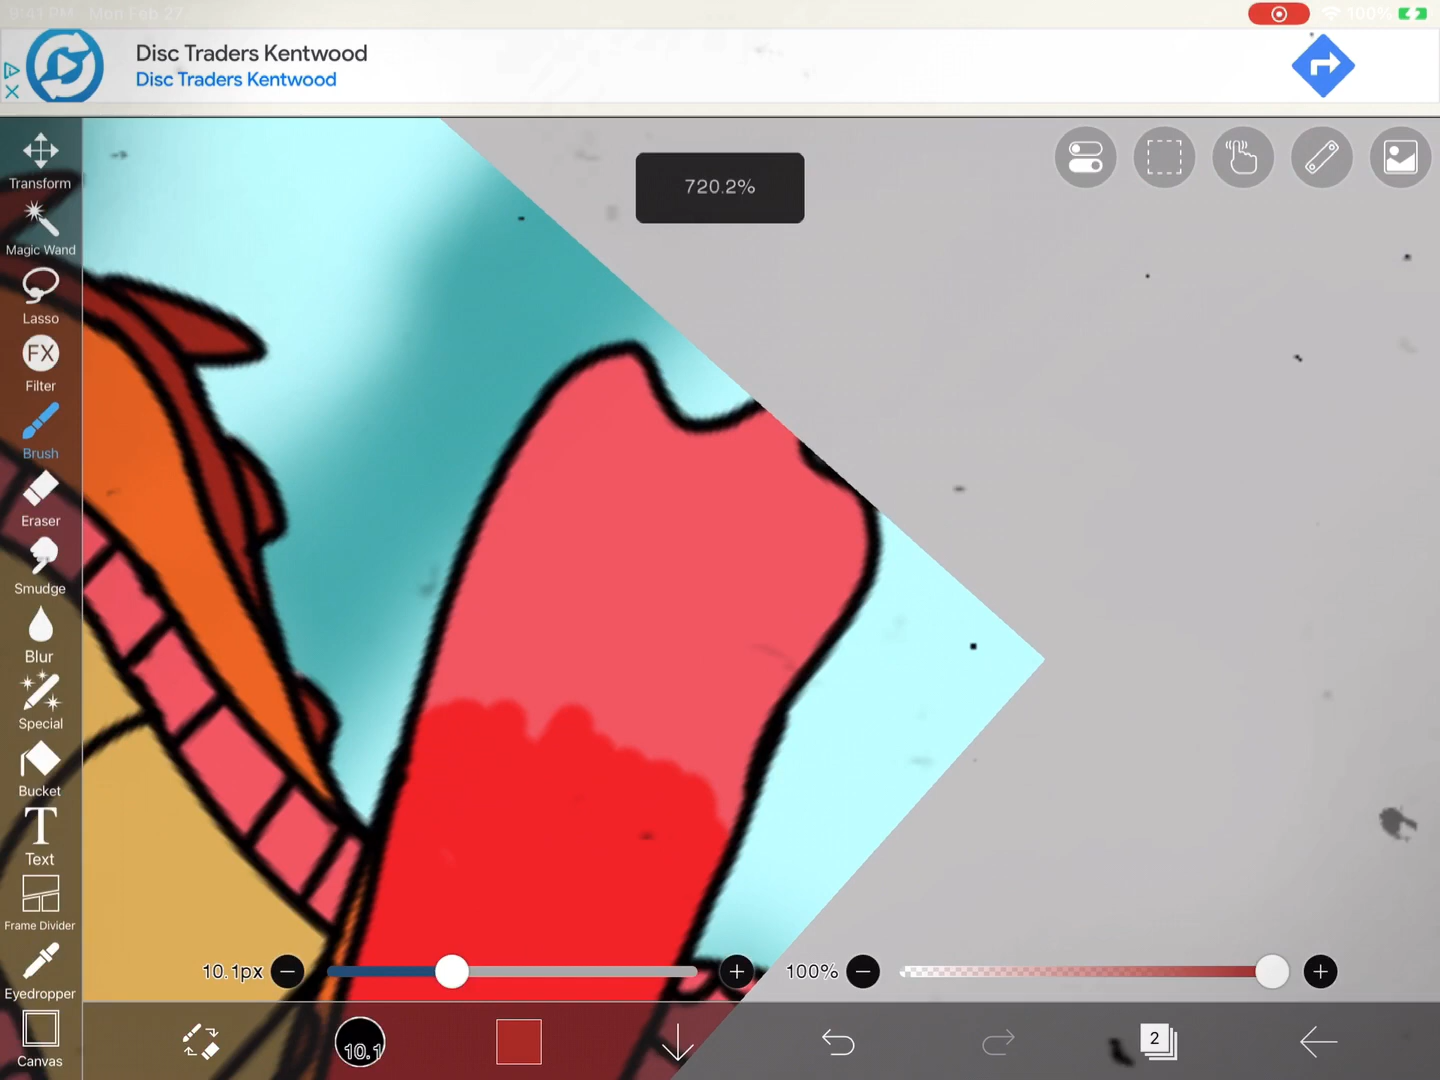 9:41 PM Mon Feb 27
100%
Disc Traders Kentwood
Disc Traders Kentwood
720.2%
Transform
Magic Wand
Lasso
FX
Filter
Brush
Eraser
Smudge
Blur
Special
Bucket
T
Text
Frame Divider
Eyedropper
Canvas
10.1px
100%
10.1
2